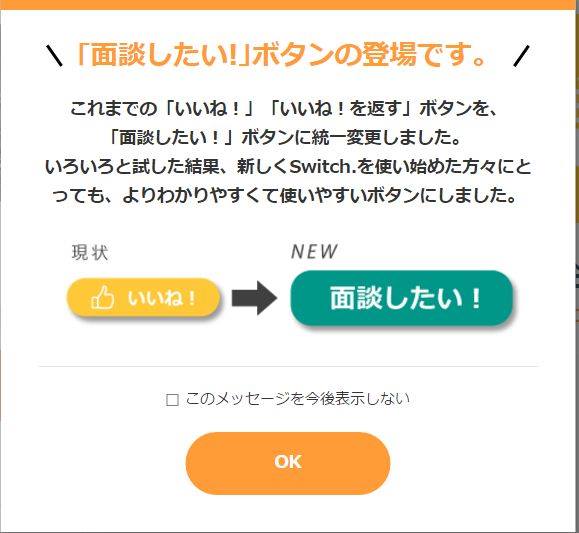 「面談したい!」ボタンの登場です。
これまでの「いいね！」「いいね！を返す」ボタンを、
「面談したい！」ボタンに統一変更しました。
いろいろと試した結果、新しくSwitch.を使い始めた方々にと
っても、よりわかりやすくて使いやすいボタンにしました。
現状
NEW
いいね！
面談したい！
このメッセージを今後表示しない
OK